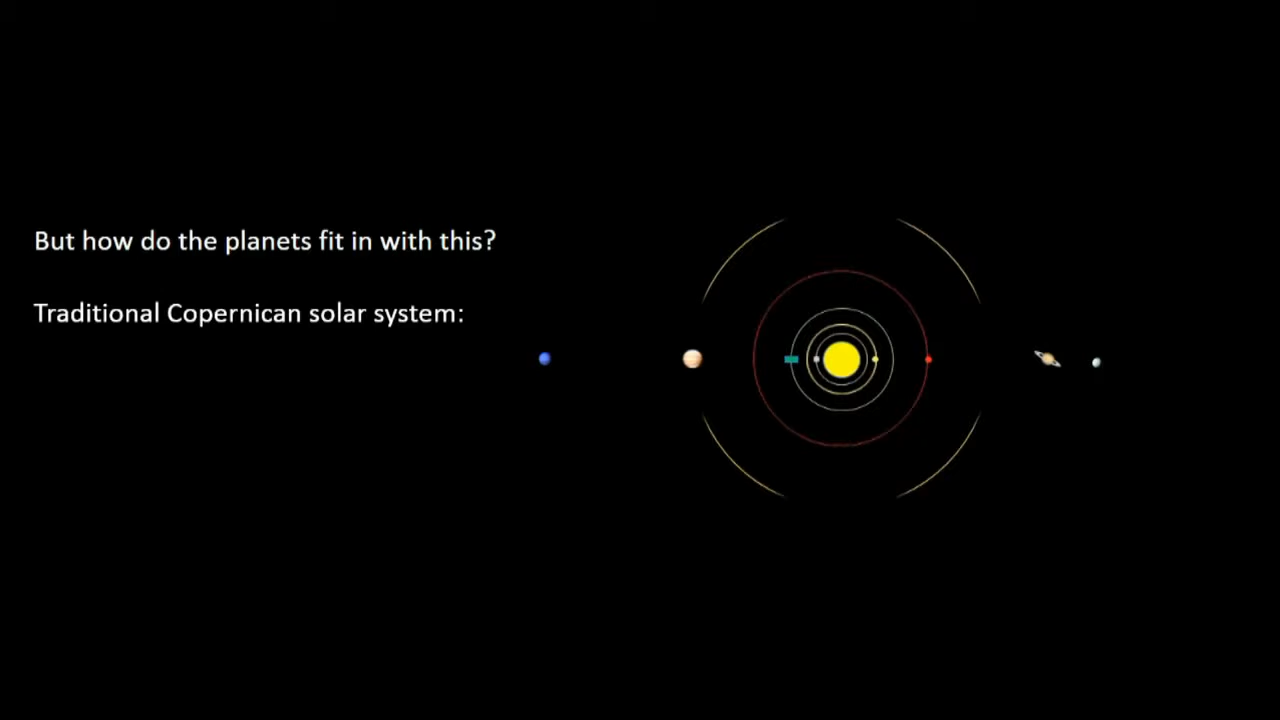 But how do the planets fit in with this?
Traditional Copernican solar system: